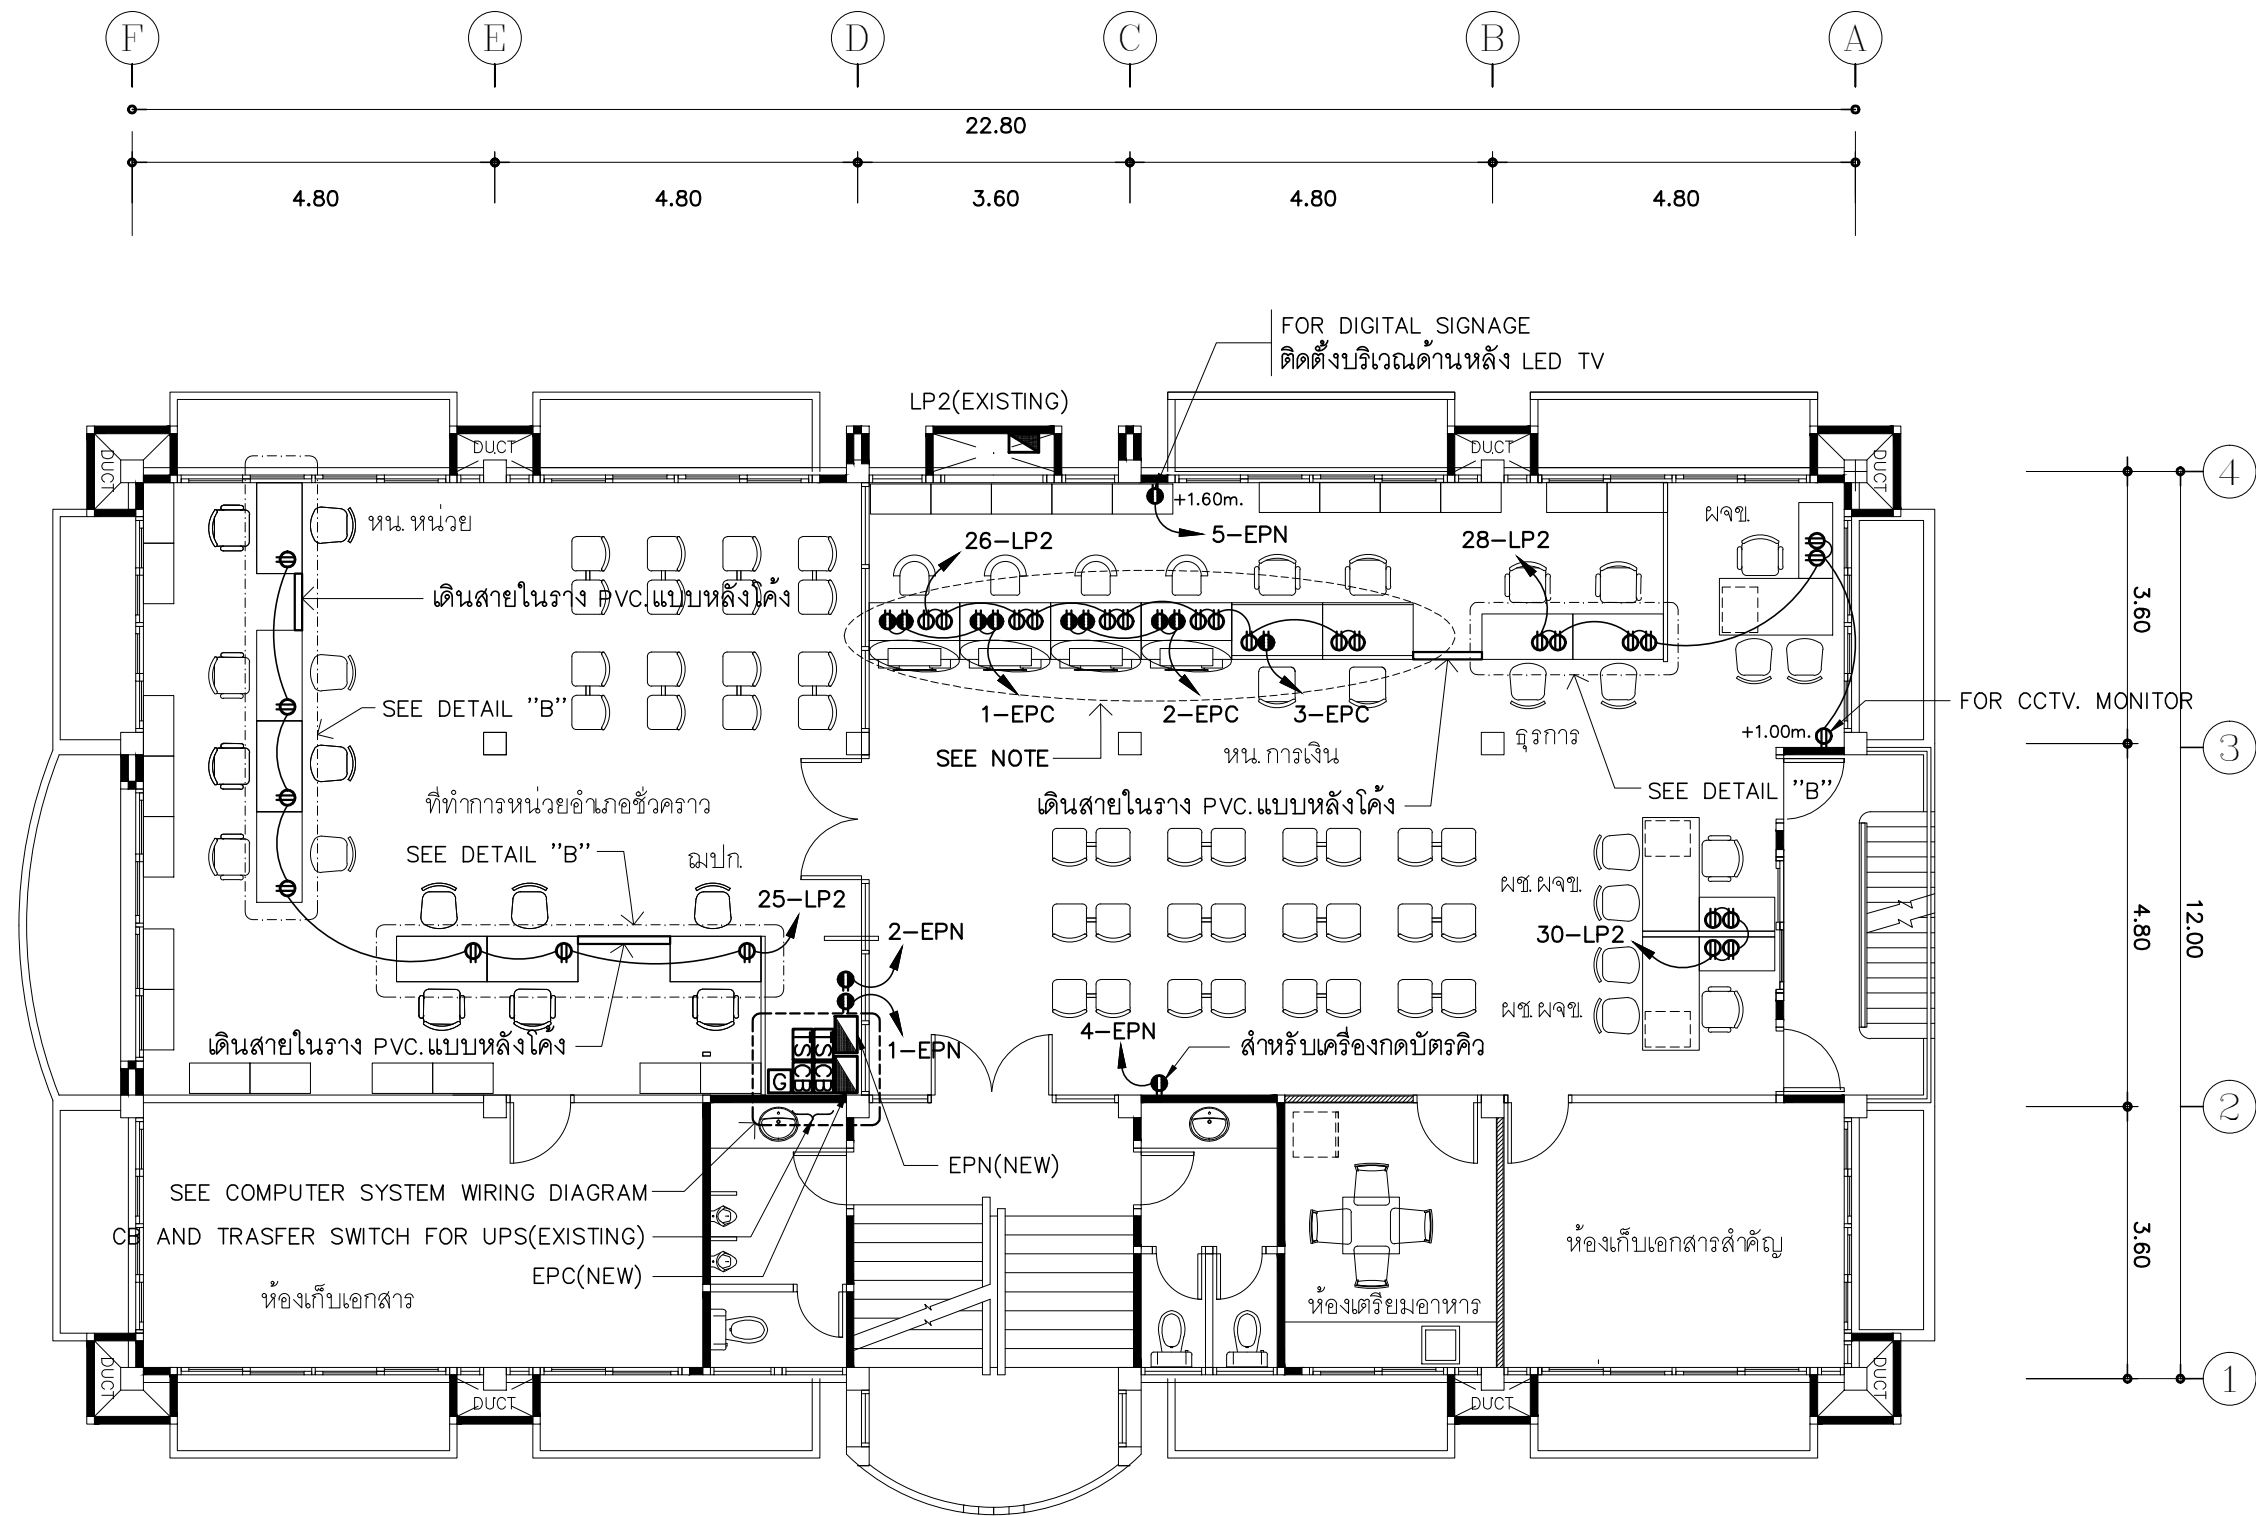 F E D C B A
22.80
4.80 4.80 3.60 4.80 4.80
FOR DIGITAL SIGNAGE
ติดตั้งบริเวณด้านหลัง LED TV
LP2(EXISTING)
DUCT DUCT DUCT DUCT
4
+1.60m.
5-EPN
หน.หน่วย
26-LP2
28-LP2
ผจข.
เดินสายในราง PVC.แบบหลังโค้ง
3.60
SEE DETAIL "B"
1-EPC 2-EPC 3-EPC
FOR CCTV. MONITOR
+1.00m.
ธุรการ
3
SEE NOTE
หน.การเงิน
SEE DETAIL "B"
ที่ทำการหน่วยอำเภอชั่วคราว
เดินสายในราง PVC.แบบหลังโค้ง
SEE DETAIL "B"
ฌปก.
ผช.ผจข.
25-LP2
2-EPN
30-LP2
4.80
12.00
ผช.ผจข.
เดินสายในราง PVC.แบบหลังโค้ง
1-EPN
4-EPN
สำหรับเครื่องกดบัตรคิว
TS TS
G CB CB
2
EPN(NEW)
SEE COMPUTER SYSTEM WIRING DIAGRAM
CB AND TRASFER SWITCH FOR UPS(EXISTING)
EPC(NEW)
ห้องเก็บเอกสาร
ห้องเตรียมอาหาร
ห้องเก็บเอกสารสำคัญ
3.60
DUCT DUCT DUCT DUCT
1